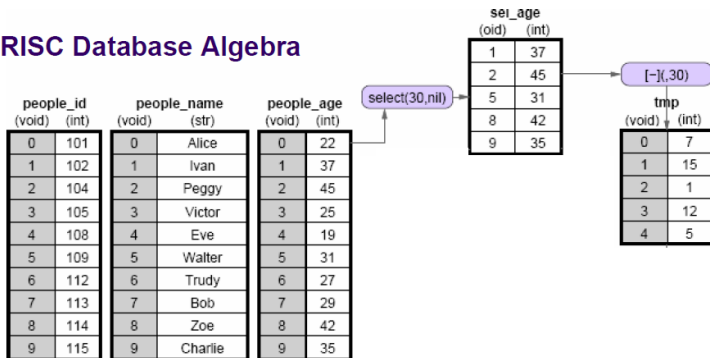 RISC Database Algebra
sel_age
(oid) (int)
1 37
2 45
5 31
8 42
9 35
[-](,30)
tmp
(void) (int)
0 7
1 15
2 1
3 12
4 5
select(30,nil)
people_id people_name people_age
(void) (int) (void) (str) (void) (int)
0 101 0 Alice 0 22
1 102 1 Ivan 1 37
2 104 2 Peggy 2 45
3 105 3 Victor 3 25
4 108 4 Eve 4 19
5 109 5 Walter 5 31
6 112 6 Trudy 6 27
7 113 7 Bob 7 29
8 114 8 Zoe 8 42
9 115 9 Charlie 9 35